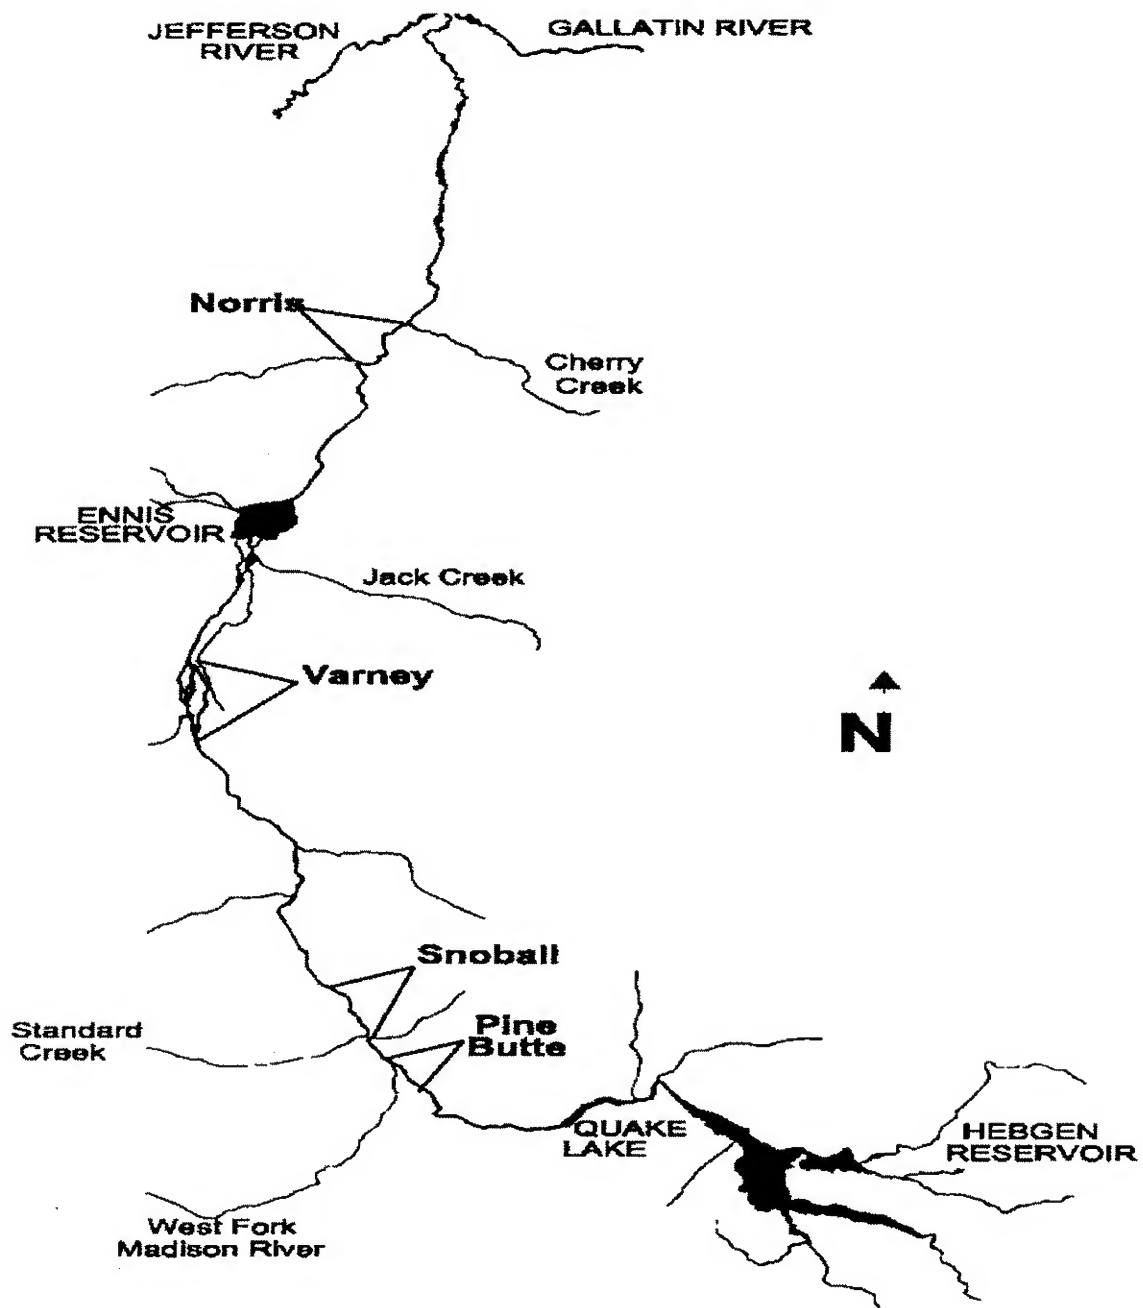 JEFFERSON
RIVER
GALLATIN RIVER
Norris
Cherry
Creek
ENNIS
RESERVOIR
Jack Creek
Varney
N
Snoball
Standard
Creek
Pine
Butte
QUAKE
LAKE
HEBGEN
RESERVOIR
West Fork
Madison River